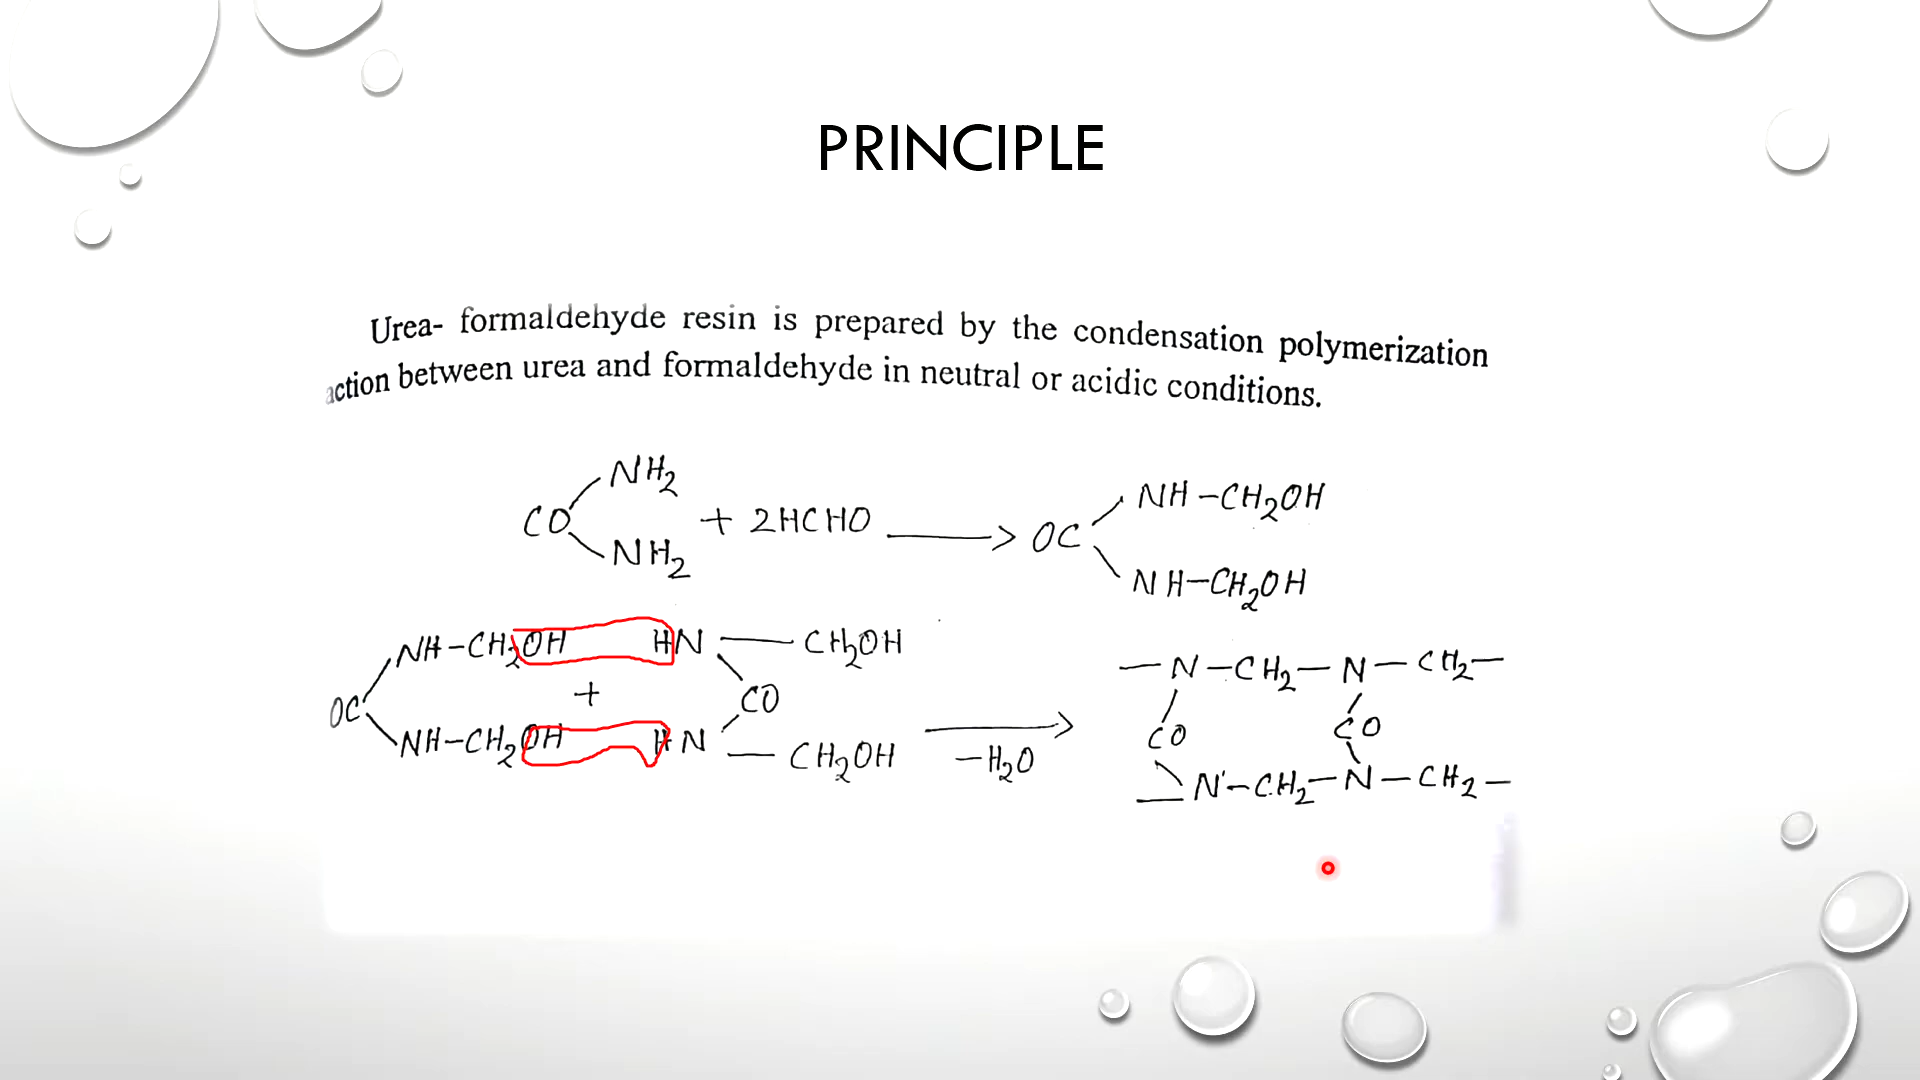 PRINCIPLE
Urea- formaldehyde resin is prepared by the condensation polymerization
action between urea and formaldehyde in neutral or acidic conditions.
NH2
CO + 2HCHO → OC
NH2
NH-CH2OH
NH-CH2OH
NH-CH2OH HN — CH2OH
+
OC CO
NH-CH2OH HN — CH2OH
-H2O
-N-CH2-N-CH2-
CO CO
-N-CH2-N-CH2-